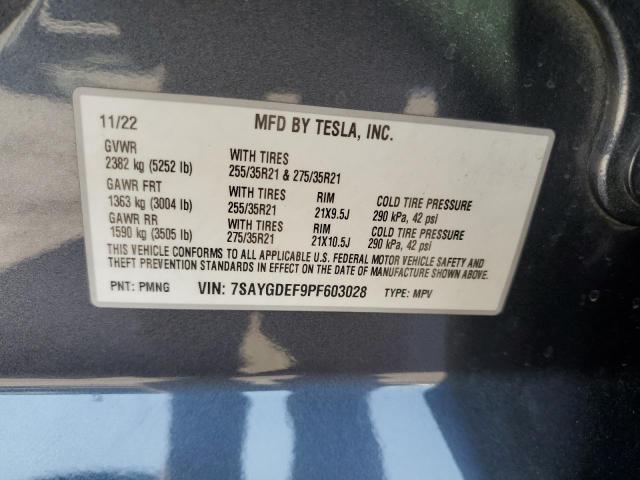 11/22 MFD BY TESLA, INC.
GVWR
2382 kg (5252 lb) WITH TIRES
255/35R21 & 275/35R21
GAWR FRT WITH TIRES RIM COLD TIRE PRESSURE
1363 kg (3004 lb) 255/35R21 21X9.5J 290 kPa, 42 psi
GAWR RR WITH TIRES RIM COLD TIRE PRESSURE
1590 kg (3505 lb) 275/35R21 21X10.5J 290 kPa, 42 psi
THIS VEHICLE CONFORMS TO ALL APPLICABLE U.S. FEDERAL MOTOR VEHICLE SAFETY AND
THEFT PREVENTION STANDARDS IN EFFECT ON THE DATE OF MANUFACTURE SHOWN ABOVE.
PNT: PMNG VIN: 7SAYGDEF9PF603028 TYPE: MPV